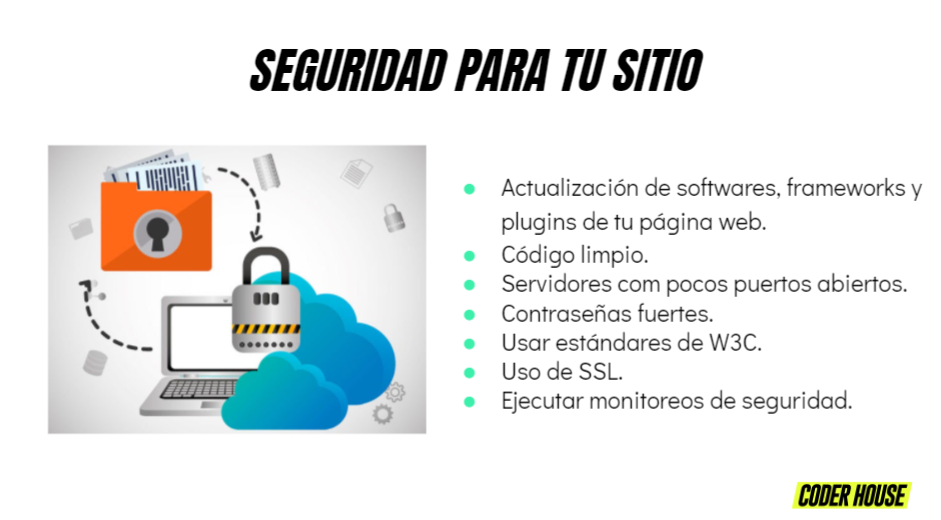 SEGURIDAD PARA TU SITIO
Actualización de softwares, frameworks y
plugins de tu página web.
Código limpio.
Servidores com pocos puertos abiertos.
Contraseñas fuertes.
Usar estándares de W3C.
Uso de SSL.
Ejecutar monitoreos de seguridad.
CODER HOUSE